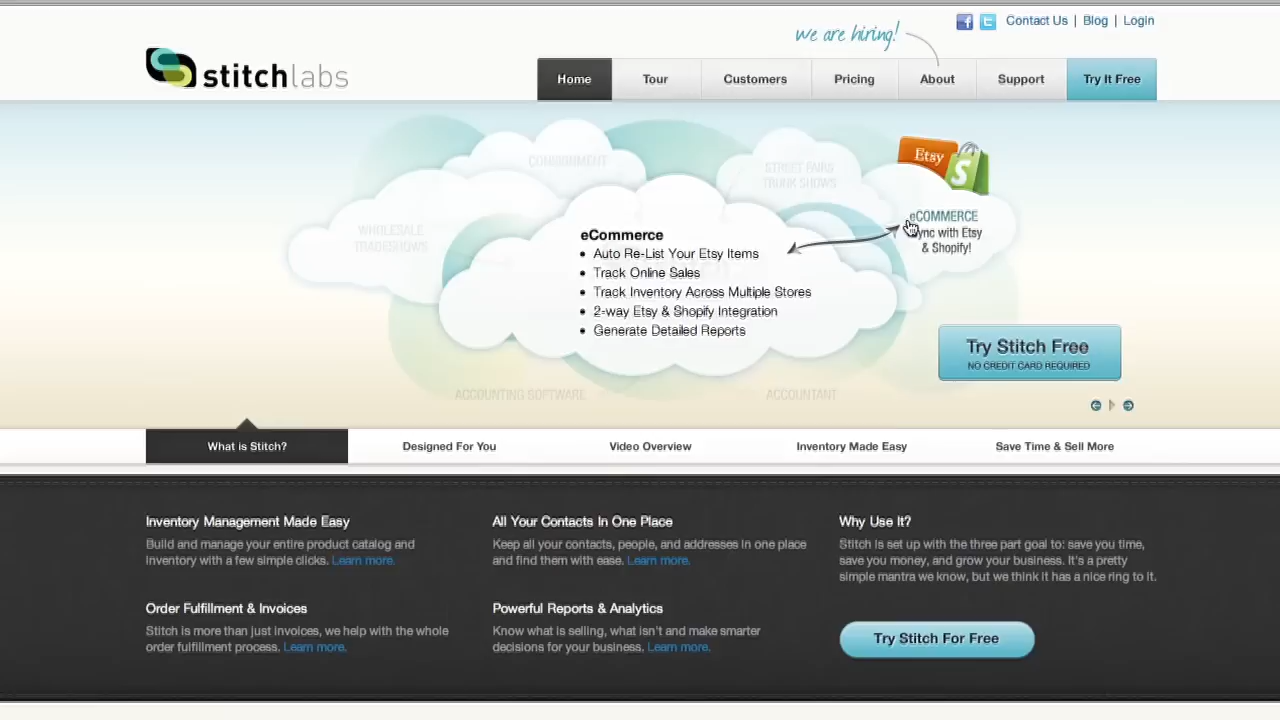 we are hiring!
Contact Us | Blog | Login
stitchlabs
Home
Tour
Customers
Pricing
About
Support
Try It Free
CONSIGNMENT
STREET FAIRS
TRUNK SHOWS
Etsy
WHOLESALE
TRADESHOWS
eCOMMERCE
Sync with Etsy
& Shopify!
eCommerce
Auto Re-List Your Etsy Items
Track Online Sales
Track Inventory Across Multiple Stores
2-way Etsy & Shopify Integration
Generate Detailed Reports
Try Stitch Free
NO CREDIT CARD REQUIRED
ACCOUNTING SOFTWARE
ACCOUNTANT
What is Stitch?
Designed For You
Video Overview
Inventory Made Easy
Save Time & Sell More
Inventory Management Made Easy
Build and manage your entire product catalog and
inventory with a few simple clicks. Learn more.
Order Fulfillment & Invoices
Stitch is more than just invoices, we help with the whole
order fulfillment process. Learn more.
All Your Contacts In One Place
Keep all your contacts, people, and addresses in one place
and find them with ease. Learn more.
Powerful Reports & Analytics
Know what is selling, what isn't and make smarter
decisions for your business. Learn more.
Why Use It?
Stitch is set up with the three part goal to: save you time,
save you money, and grow your business. It's a pretty
simple mantra we know, but we think it has a nice ring to it.
Try Stitch For Free